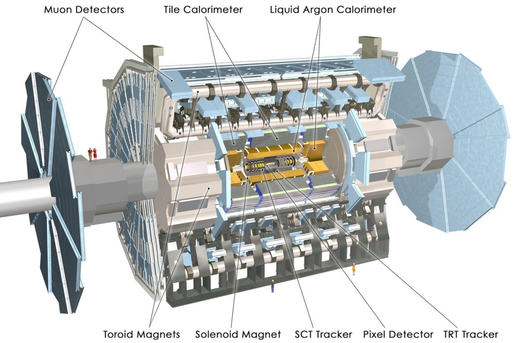 Muon Detectors
Tile Calorimeter
Liquid Argon Calorimeter
Toroid Magnets
Solenoid Magnet
SCT Tracker
Pixel Detector
TRT Tracker